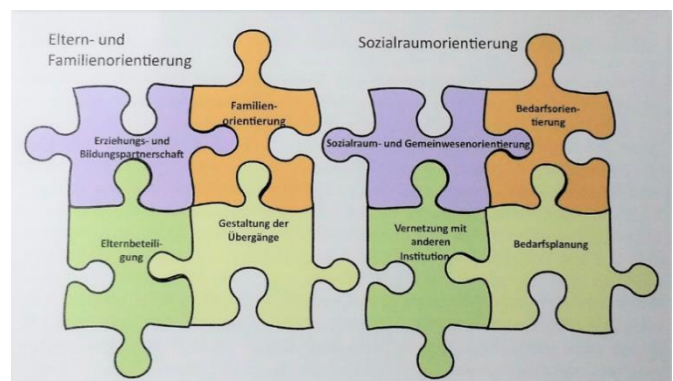 Eltern- und
Familienorientierung
Erziehungs- und
Bildungspartnerschaft
Familien-
orientierung
Elternbeteili-
gung
Gestaltung der
Übergänge
Sozialraumorientierung
Sozialraum- und Gemeinwesenorientierung
Bedarfsorien-
tierung
Vernetzung mit
anderen
Institution
Bedarfsplanung